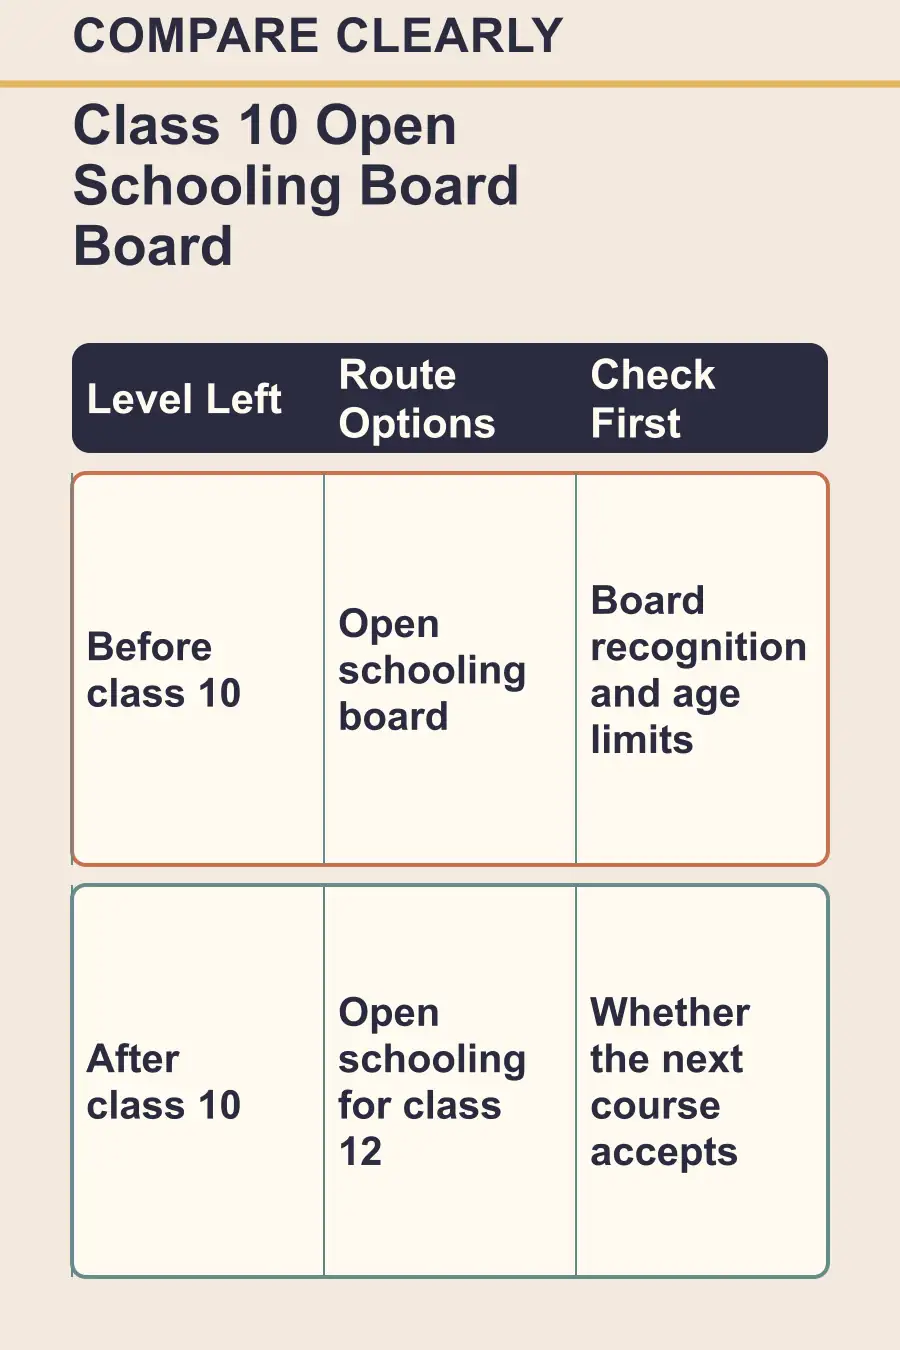 COMPARE CLEARLY
Class 10 Open
Schooling Board
Board
Level Left
Route
Options
Check
First
Before
class 10
Open
schooling
board
Board
recognition
and age
limits
After
class 10
Open
schooling
for class
12
Whether
the next
course
accepts